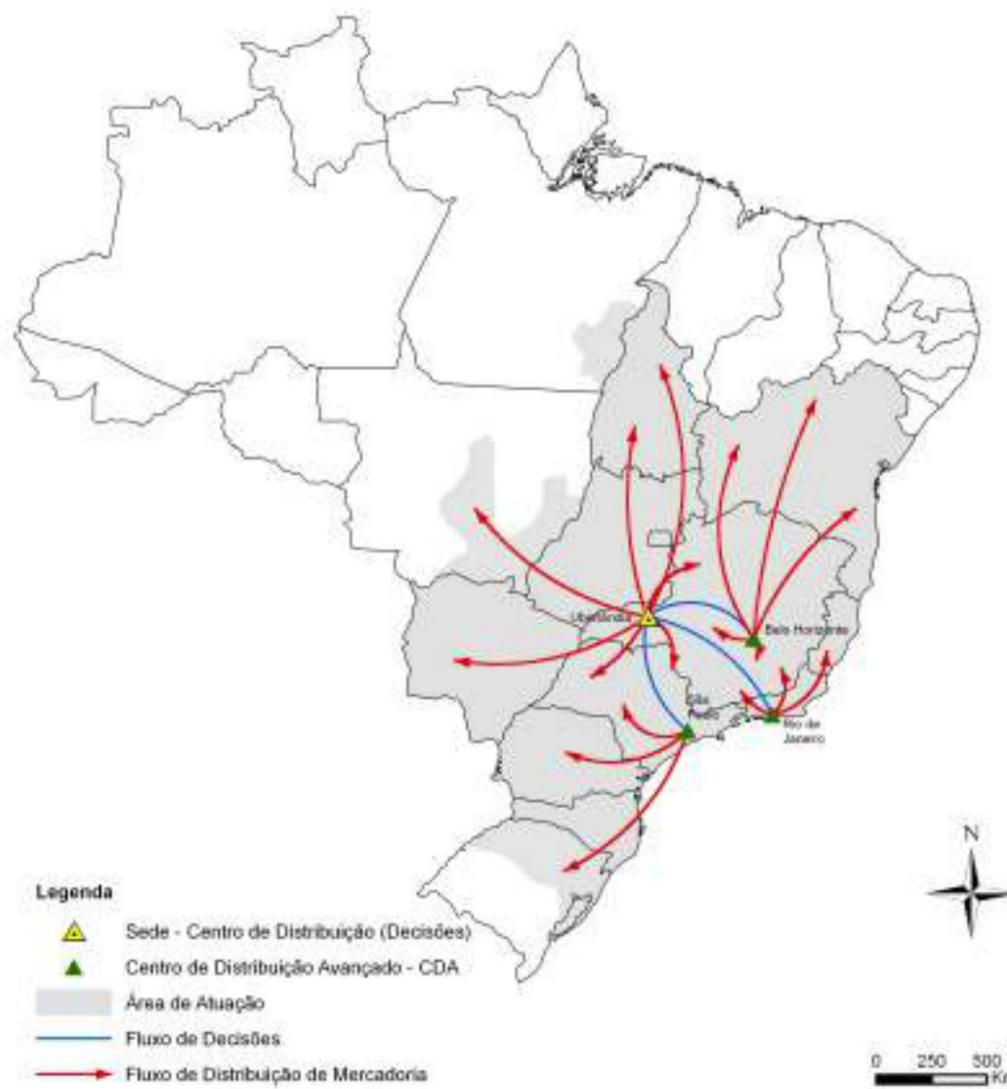 Uberlândia
Belo Horizonte
São
Paulo
Rio de
Janeiro
N
Legenda
Sede - Centro de Distribuição (Decisões)
Centro de Distribuição Avançado - CDA
Área de Atuação
Fluxo de Decisões
Fluxo de Distribuição de Mercadoria
0 250 500